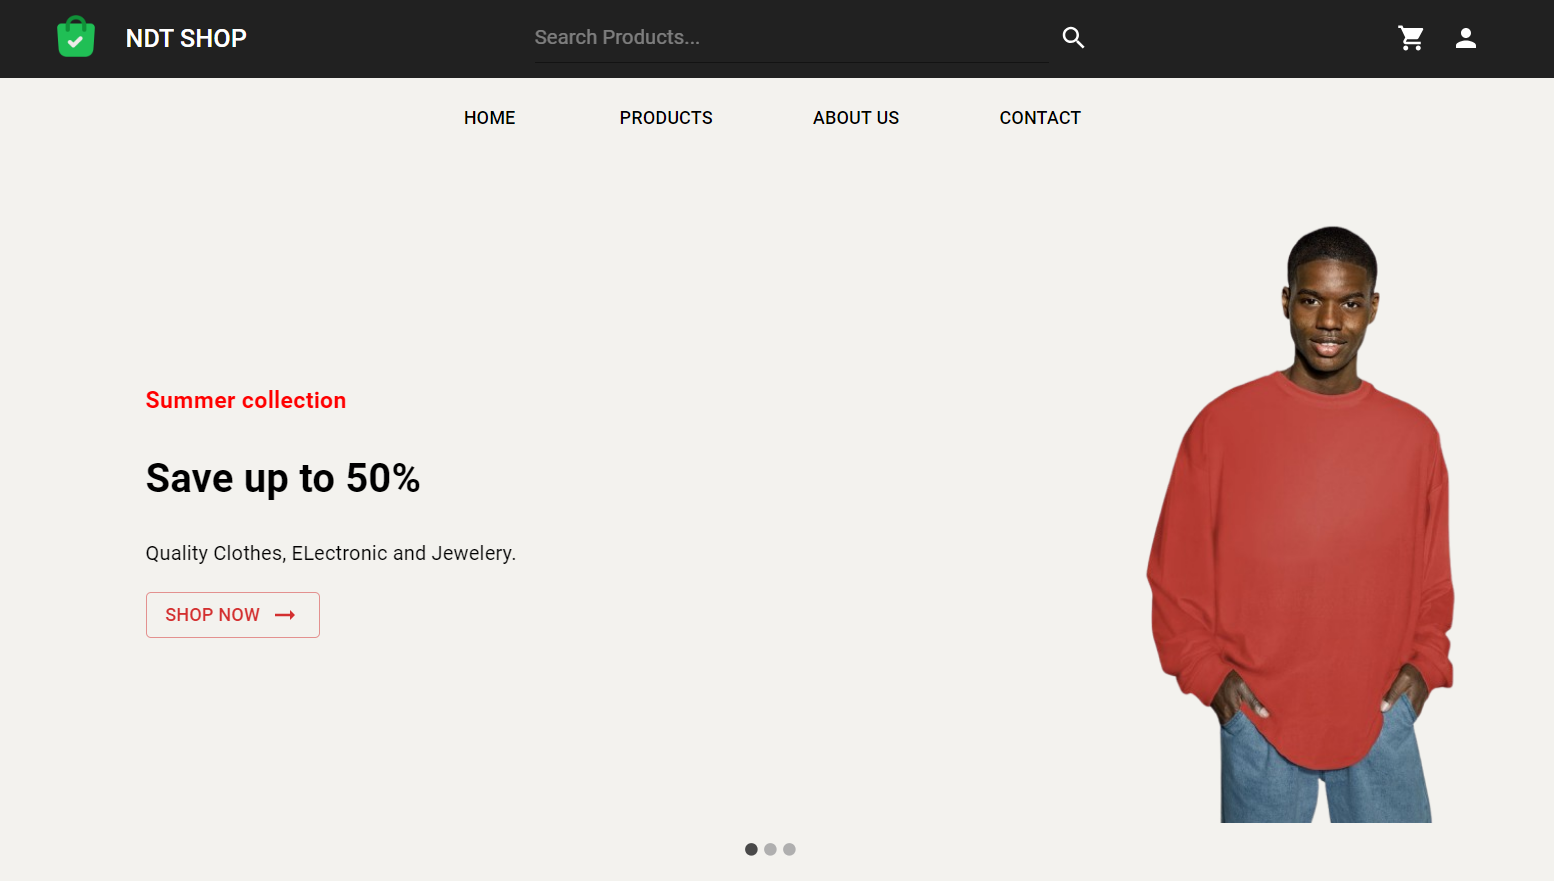 NDT SHOP
Search Products...
HOME
PRODUCTS
ABOUT US
CONTACT
Summer collection
Save up to 50%
Quality Clothes, ELectronic and Jewelery.
SHOP NOW